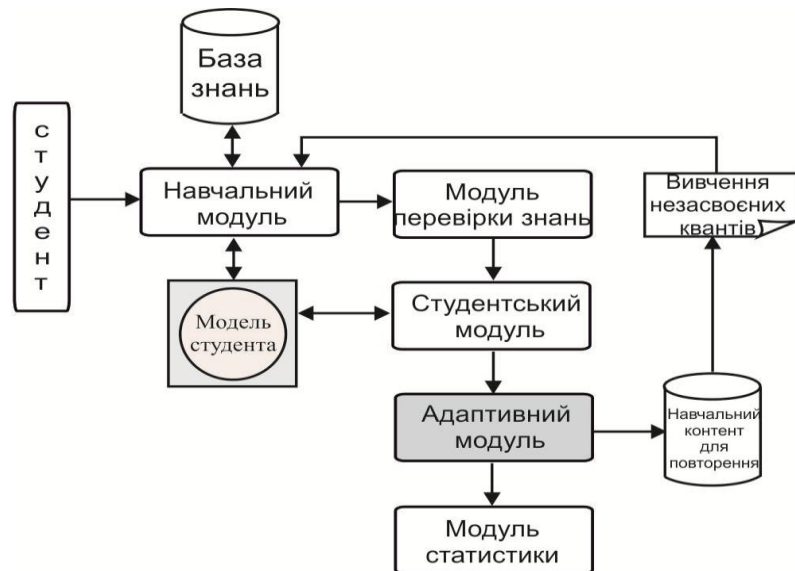 База
знань
студент
Навчальний
модуль
Модуль
перевірки знань
Вивчення
незасвоєних
квантів
Модель
студента
Студентський
модуль
Адаптивний
модуль
Навчальний
контент
для
повторення
Модуль
статистики